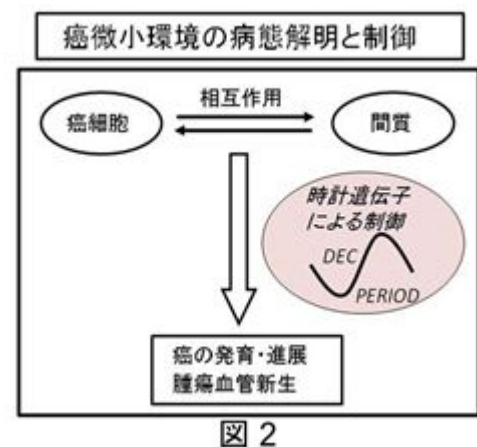 癌微小環境の病態解明と制御
相互作用
癌細胞
間質
時計遺伝子
による制御
DEC
PERIOD
癌の発育・進展
腫瘍血管新生
図 2